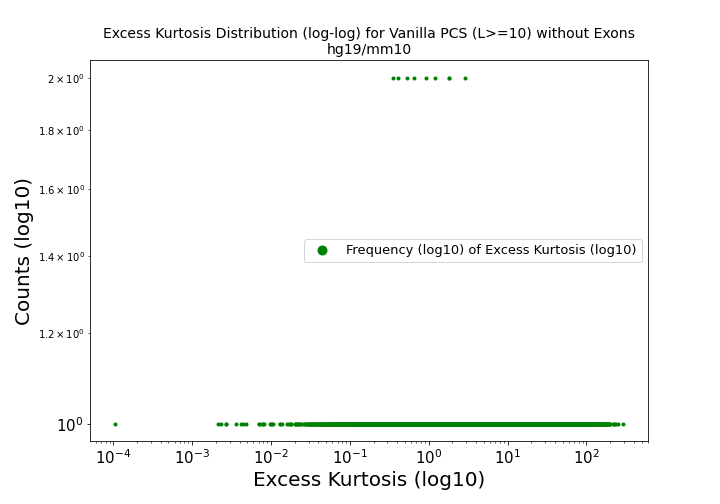 Excess Kurtosis Distribution (log-log) for Vanilla PCS (L>=10) without Exons
hg19/mm10
Counts (log10)
2 × 10⁰
1.8 × 10⁰
1.6 × 10⁰
1.4 × 10⁰
1.2 × 10⁰
10⁰
Frequency (log10) of Excess Kurtosis (log10)
10⁻⁴ 10⁻³ 10⁻² 10⁻¹ 10⁰ 10¹ 10²
Excess Kurtosis (log10)